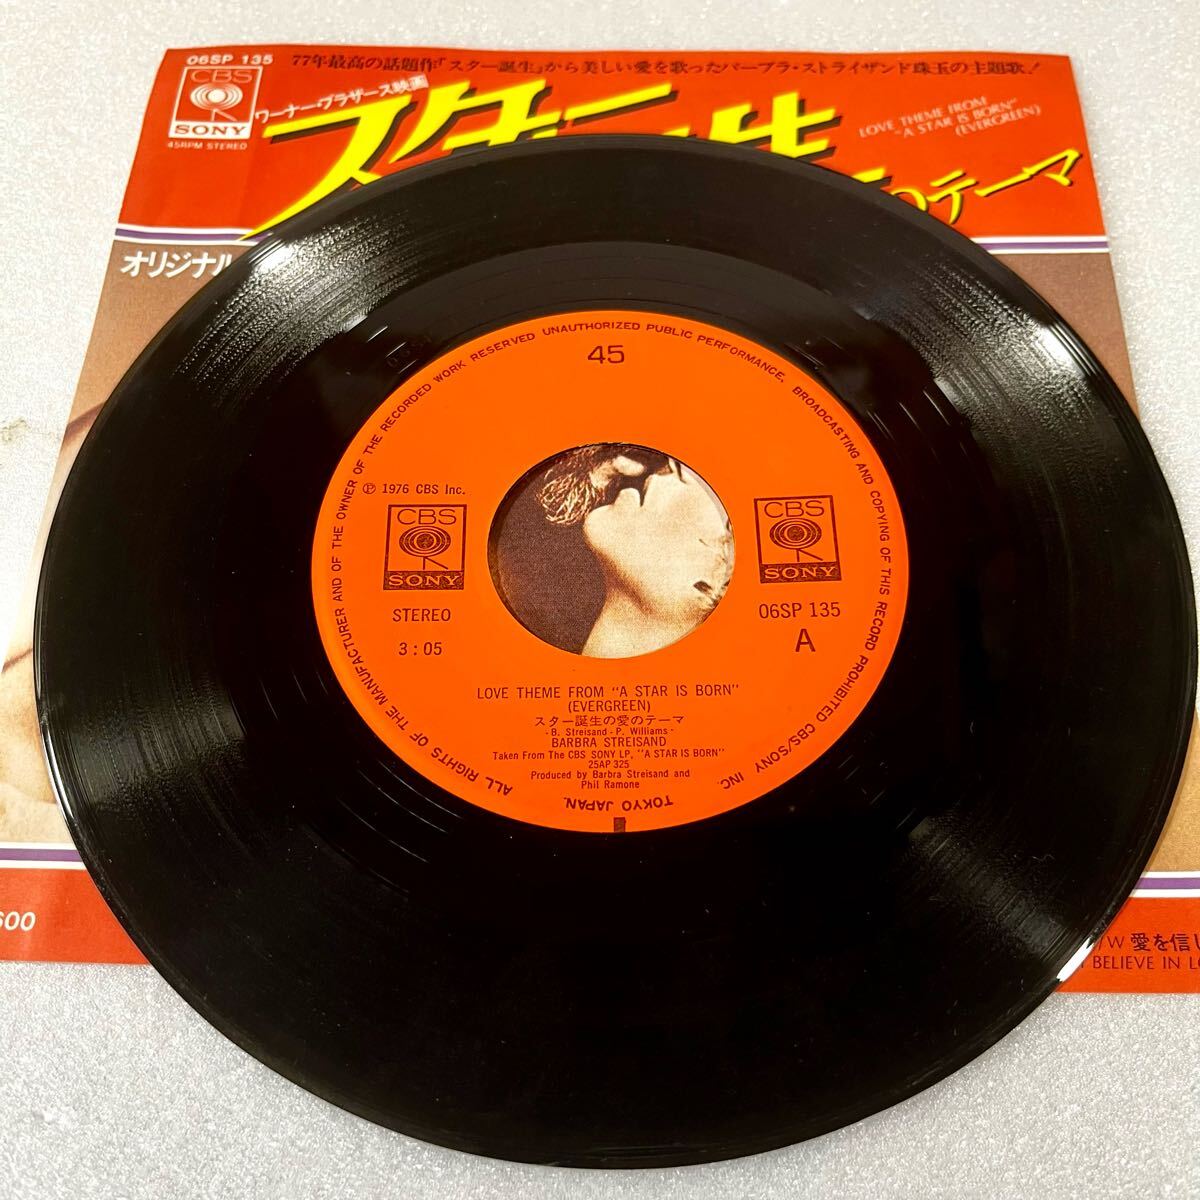 06SP 135
CBS
SONY
45RPM STEREO
77年最高の話題作「スター誕生」から美しい愛を歌ったバーブラ・ストライザンド珠玉の主題歌!
ワーナー・ブラザース映画
スター
LOVE THEME FROM
"A STAR IS BORN"
(EVERGREEN)
のテーマ
オリジナル
ALL RIGHTS OF THE MANUFACTURER AND OF THE OWNER OF THE RECORDED WORK RESERVED UNAUTHORIZED PUBLIC PERFORMANCE, BROADCASTING AND COPYING OF THIS RECORD PROHIBITED CBS/SONY INC.
TOKYO JAPAN.
45
℗ 1976 CBS Inc.
CBS
SONY
CBS
SONY
STEREO
3:05
06SP 135
A
LOVE THEME FROM "A STAR IS BORN"
(EVERGREEN)
スター誕生の愛のテーマ
-B. Streisand-P. Williams-
BARBRA STREISAND
Taken From The CBS SONY LP, "A STAR IS BORN"
25AP 325
Produced by Barbra Streisand and
Phil Ramone
600
/W 愛を信じ
I BELIEVE IN